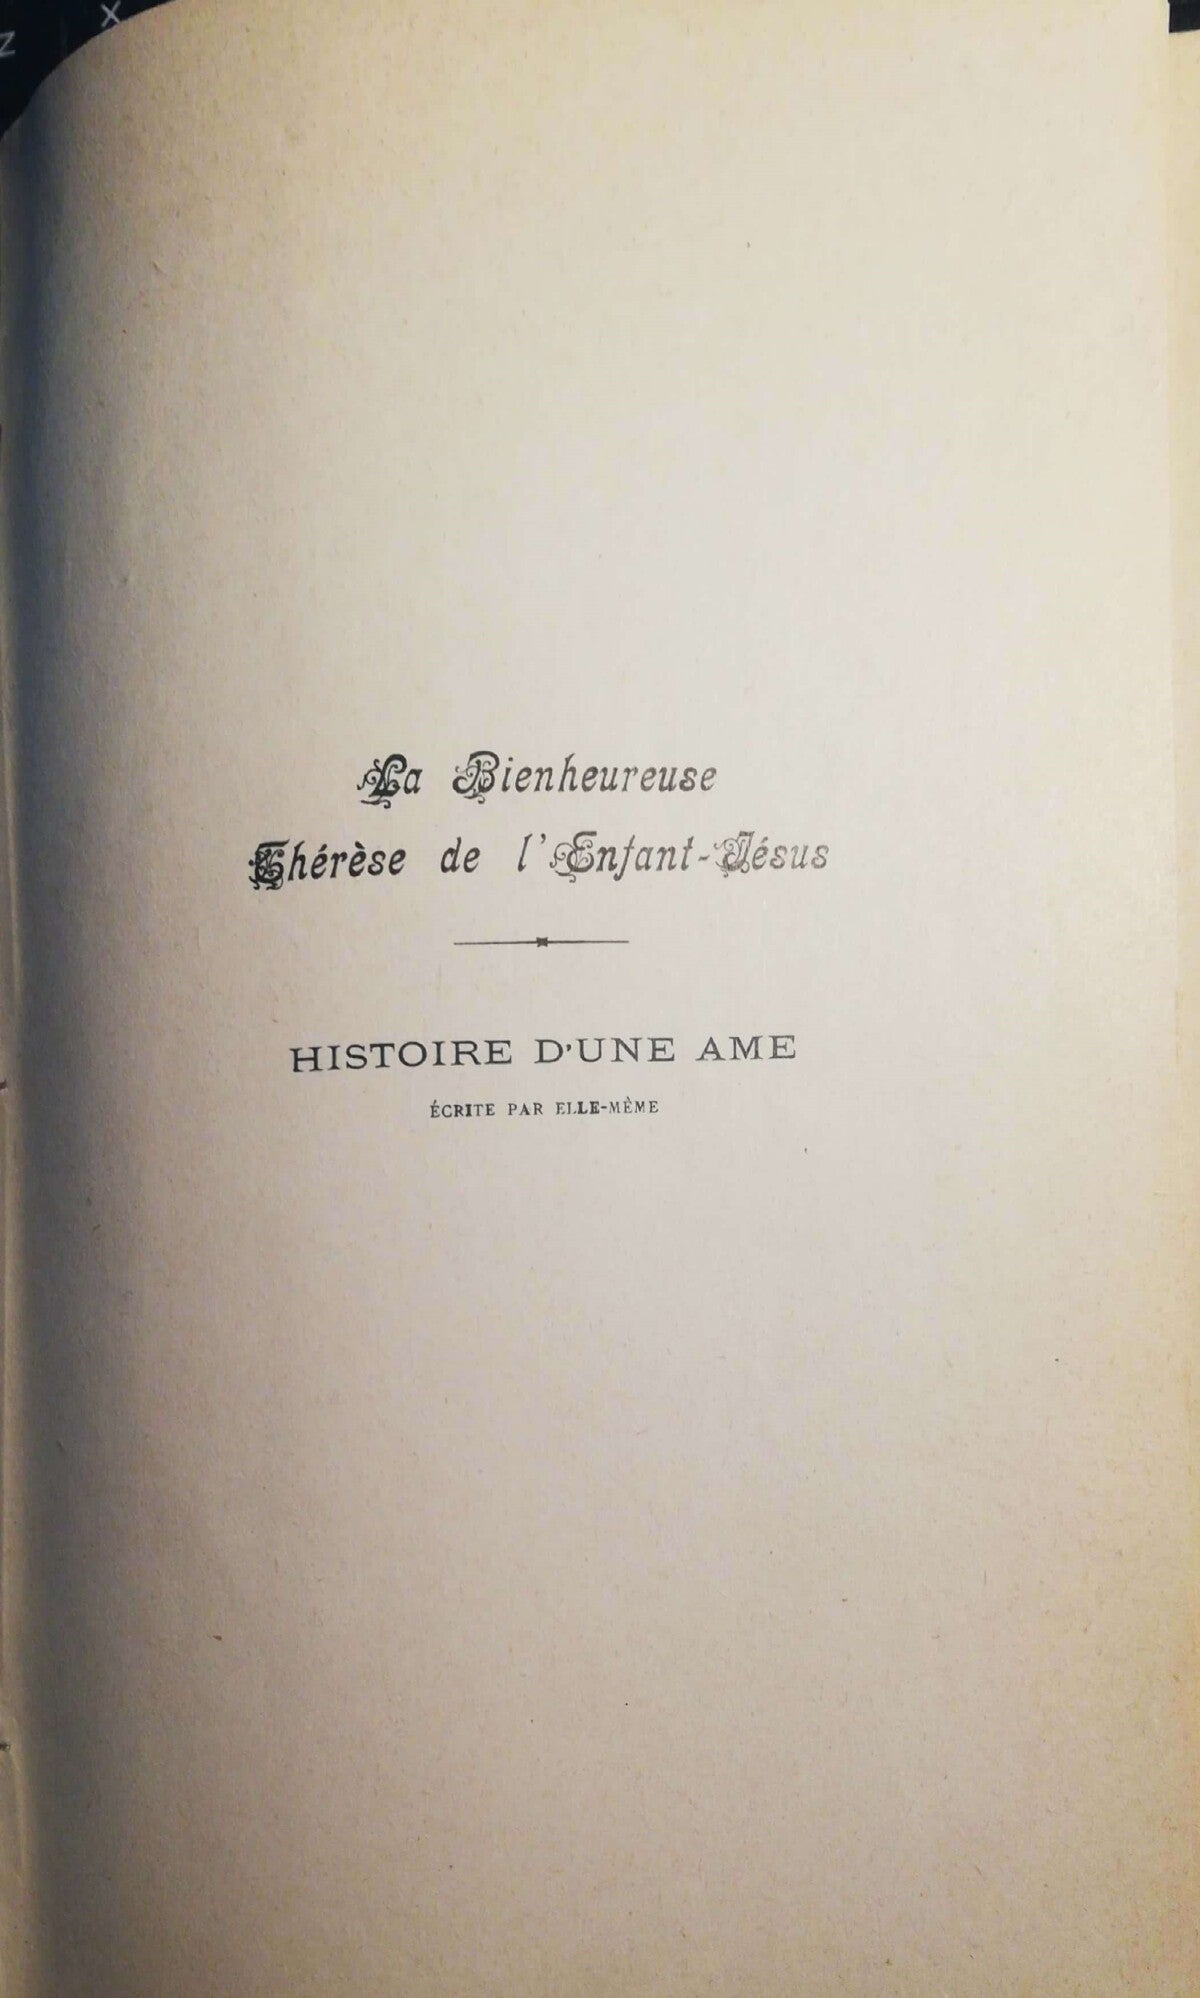 Z
X
La Bienheureuse
Thérèse de l'Enfant-Jésus
HISTOIRE D'UNE AME
ÉCRITE PAR ELLE-MÊME